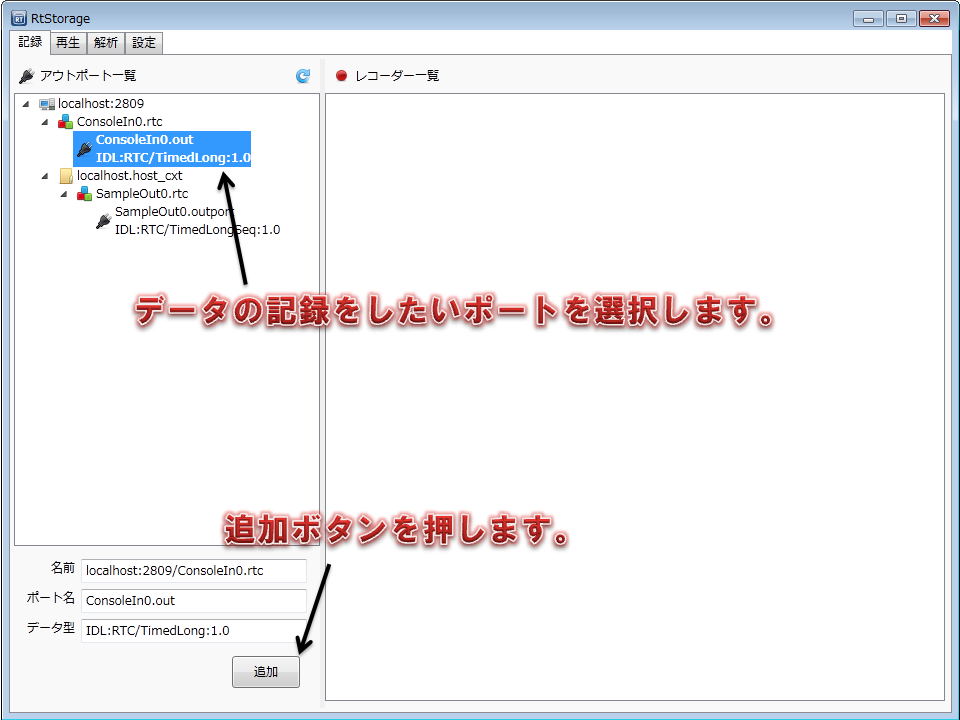 RtStorage
記録 再生 解析 設定
アウトポート一覧
レコーダー一覧
localhost:2809
ConsoleIn0.rtc
ConsoleIn0.out
IDL:RTC/TimedLong:1.0
localhost.host_cxt
SampleOut0.rtc
SampleOut0.outport
IDL:RTC/TimedLongSeq:1.0
データの記録をしたいポートを選択します。
追加ボタンを押します。
名前 localhost:2809/ConsoleIn0.rtc
ポート名 ConsoleIn0.out
データ型 IDL:RTC/TimedLong:1.0
追加